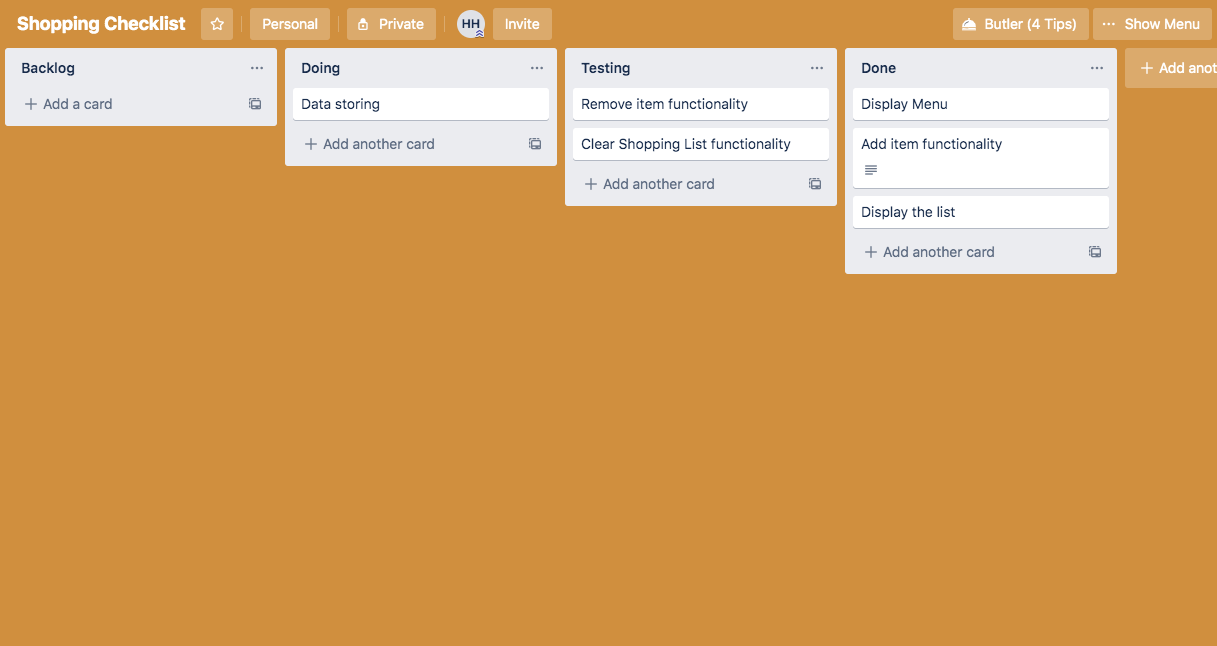 Shopping Checklist
Personal
Private
HH
Invite
Butler (4 Tips)
Show Menu
Backlog
Add a card
Doing
Data storing
Add another card
Testing
Remove item functionality
Clear Shopping List functionality
Add another card
Done
Display Menu
Add item functionality
Display the list
Add another card
Add anot